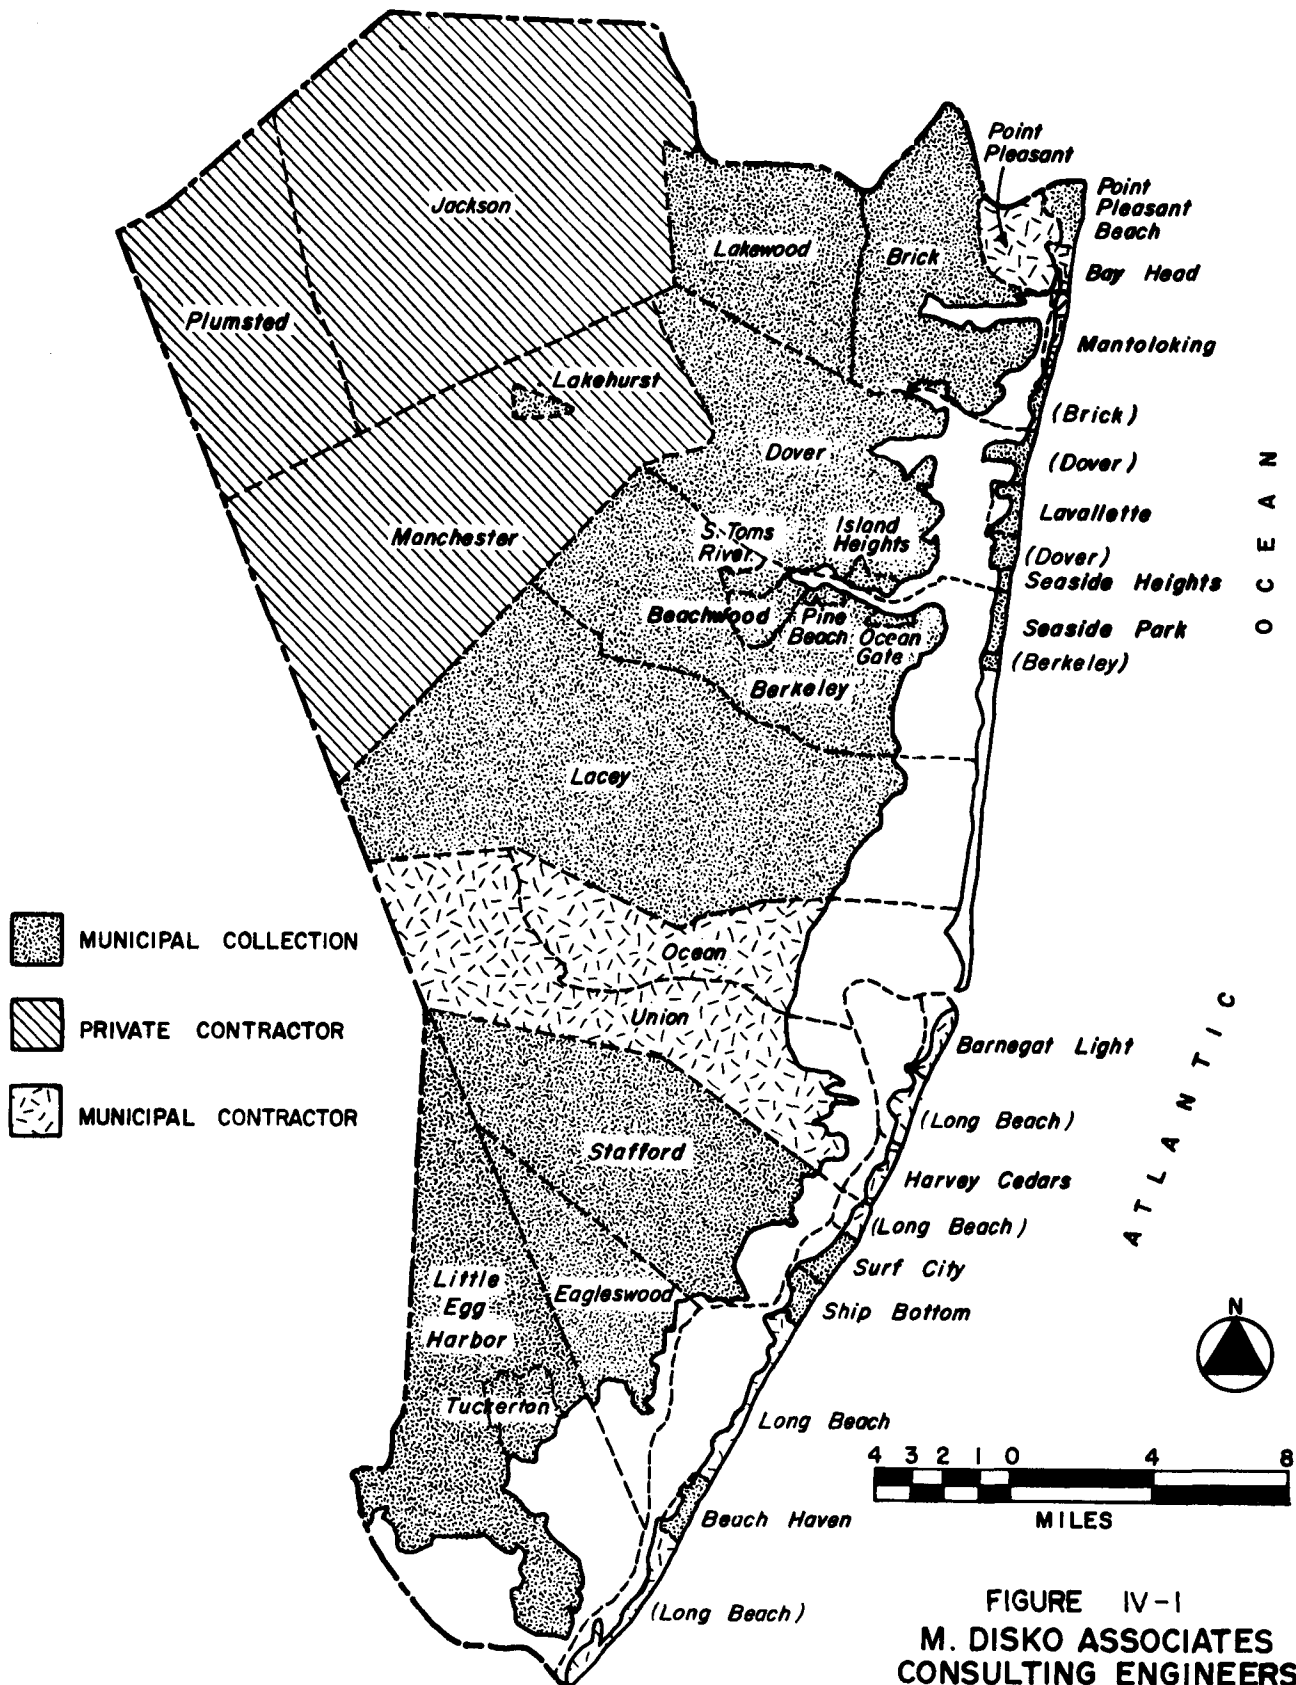 Point
Pleasant
Point
Pleasant
Beach
Jackson
Lakewood
Brick
Bay Head
Plumsted
Mantoloking
Lakehurst
(Brick)
Dover
(Dover)
Lavallette
Manchester
S. Toms
River
Island
Heights
(Dover)
Seaside Heights
Beachwood
Pine
Beach
Ocean
Gate
Seaside Park
(Berkeley)
Berkeley
Lacey
OCEAN
MUNICIPAL COLLECTION
Ocean
PRIVATE CONTRACTOR
Union
Barnegat Light
MUNICIPAL CONTRACTOR
(Long Beach)
Stafford
Harvey Cedars
ATLANTIC
(Long Beach)
Surf City
Little
Egg
Harbor
Eagleswood
Ship Bottom
N
Tuckerton
Long Beach
4 3 2 1 0 4 8
MILES
Beach Haven
(Long Beach)
FIGURE IV-1
M. DISKO ASSOCIATES
CONSULTING ENGINEERS